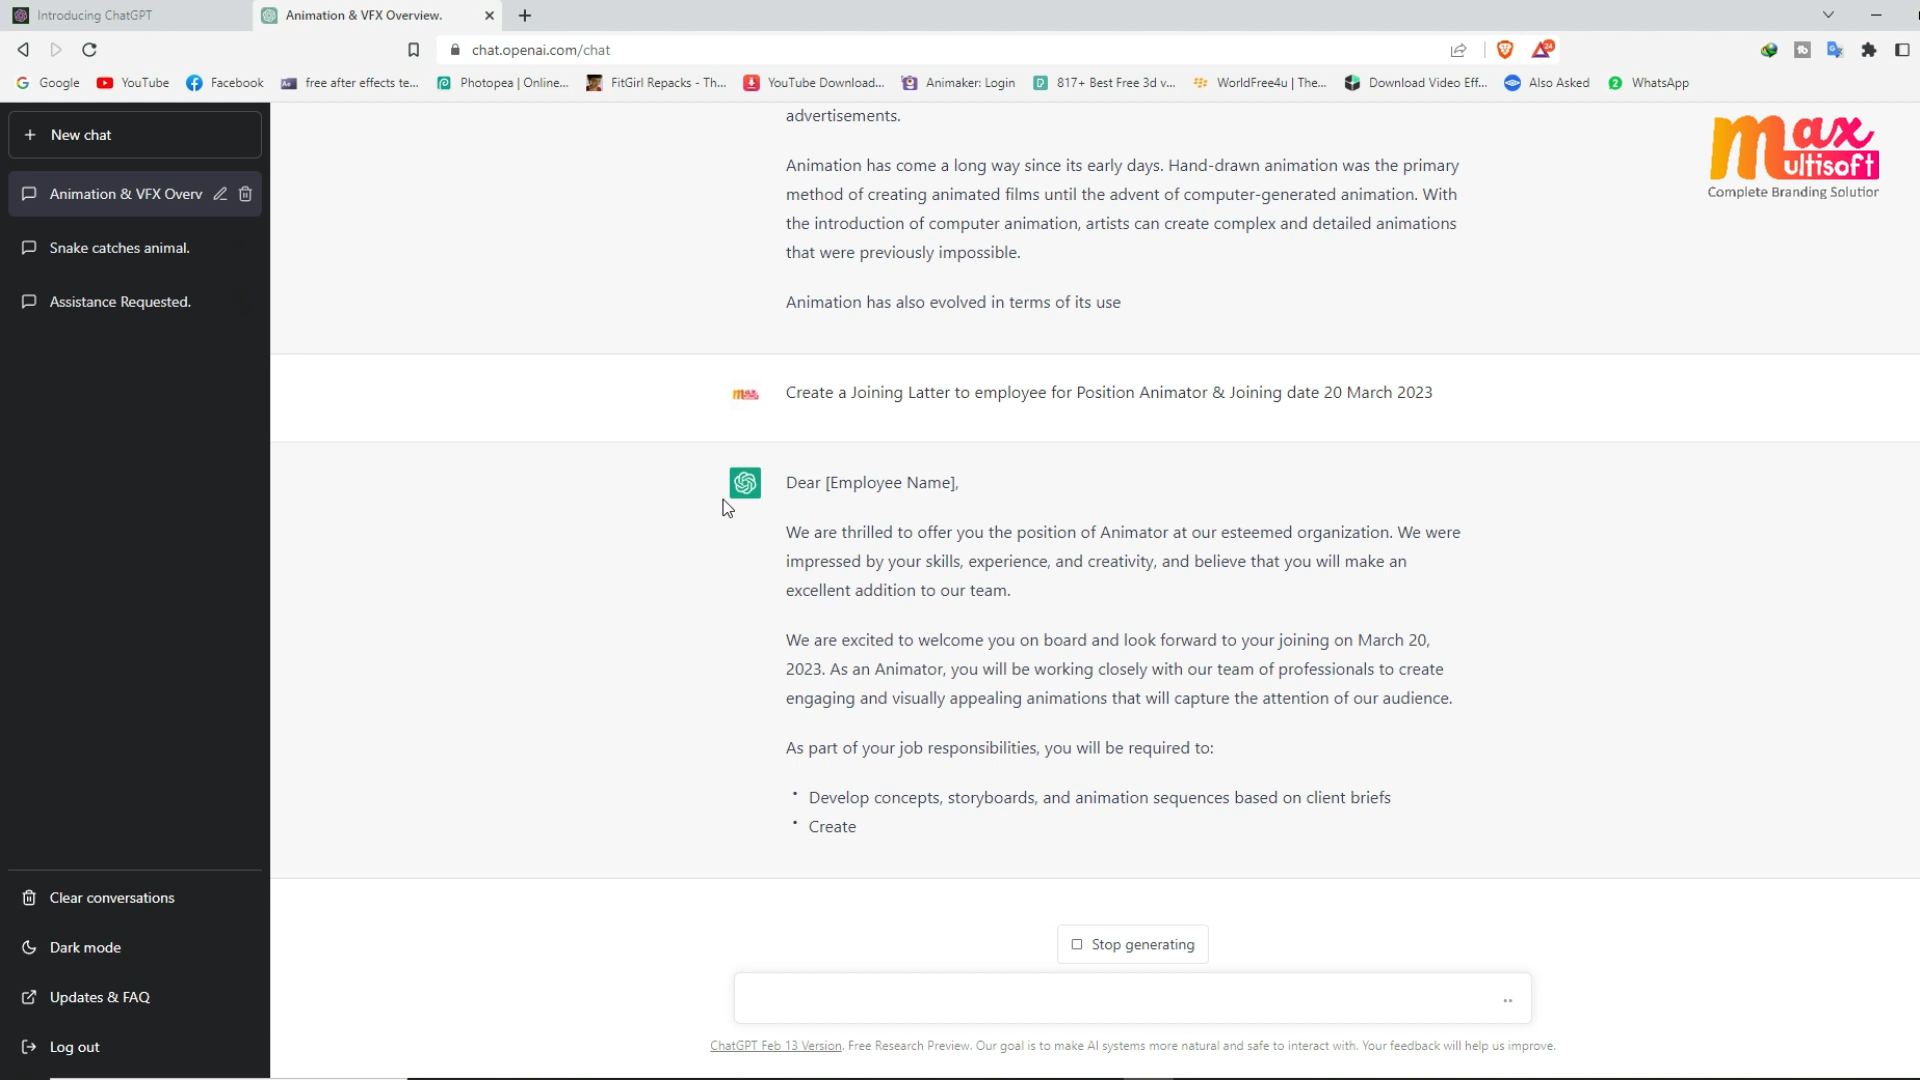 Introducing ChatGPT
Animation & VFX Overview.
chat.openai.com/chat
24
Google
YouTube
Facebook
Ae
free after effects te...
Photopea | Online...
FitGirl Repacks - Th...
YouTube Download...
Animaker: Login
817+ Best Free 3d v...
WorldFree4u | The...
Download Video Eff...
Also Asked
2
WhatsApp
New chat
Animation & VFX Overv
Snake catches animal.
Assistance Requested.
Clear conversations
Dark mode
Updates & FAQ
Log out
max
ultisoft
Complete Branding Solution
advertisements.
Animation has come a long way since its early days. Hand-drawn animation was the primary
method of creating animated films until the advent of computer-generated animation. With
the introduction of computer animation, artists can create complex and detailed animations
that were previously impossible.
Animation has also evolved in terms of its use
max
Create a Joining Latter to employee for Position Animator & Joining date 20 March 2023
Dear [Employee Name],
We are thrilled to offer you the position of Animator at our esteemed organization. We were
impressed by your skills, experience, and creativity, and believe that you will make an
excellent addition to our team.
We are excited to welcome you on board and look forward to your joining on March 20,
2023. As an Animator, you will be working closely with our team of professionals to create
engaging and visually appealing animations that will capture the attention of our audience.
As part of your job responsibilities, you will be required to:
• Develop concepts, storyboards, and animation sequences based on client briefs
• Create
Stop generating
ChatGPT Feb 13 Version. Free Research Preview. Our goal is to make AI systems more natural and safe to interact with. Your feedback will help us improve.